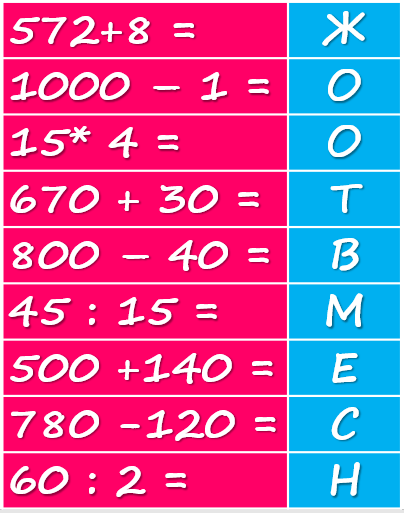 572+8 = Ж
1000 – 1 = О
15* 4 = О
670 + 30 = Т
800 – 40 = В
45 : 15 = М
500 +140 = Е
780 -120 = С
60 : 2 = Н